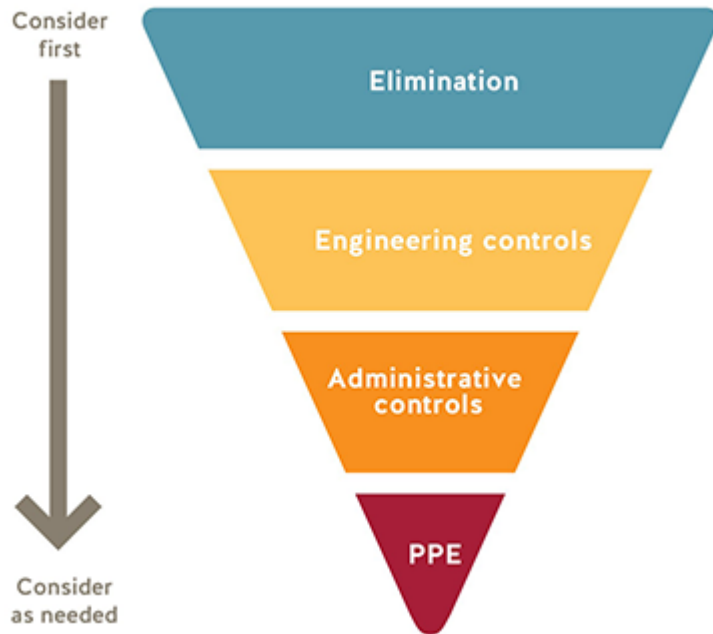 Consider
first
Elimination
Engineering controls
Administrative
controls
PPE
Consider
as needed